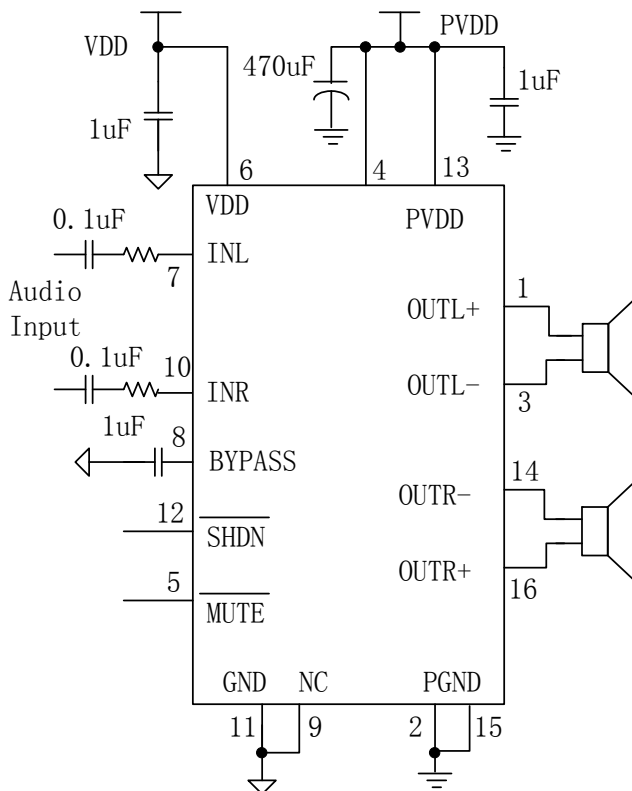 VDD
PVDD
470uF
1uF
1uF
6
4
13
VDD
PVDD
0.1uF
7
INL
Audio
Input
1
OUTL+
0.1uF
10
INR
OUTL-
3
1uF
8
BYPASS
14
OUTR-
12
SHDN
OUTR+
16
5
MUTE
GND
NC
PGND
11
9
2
15